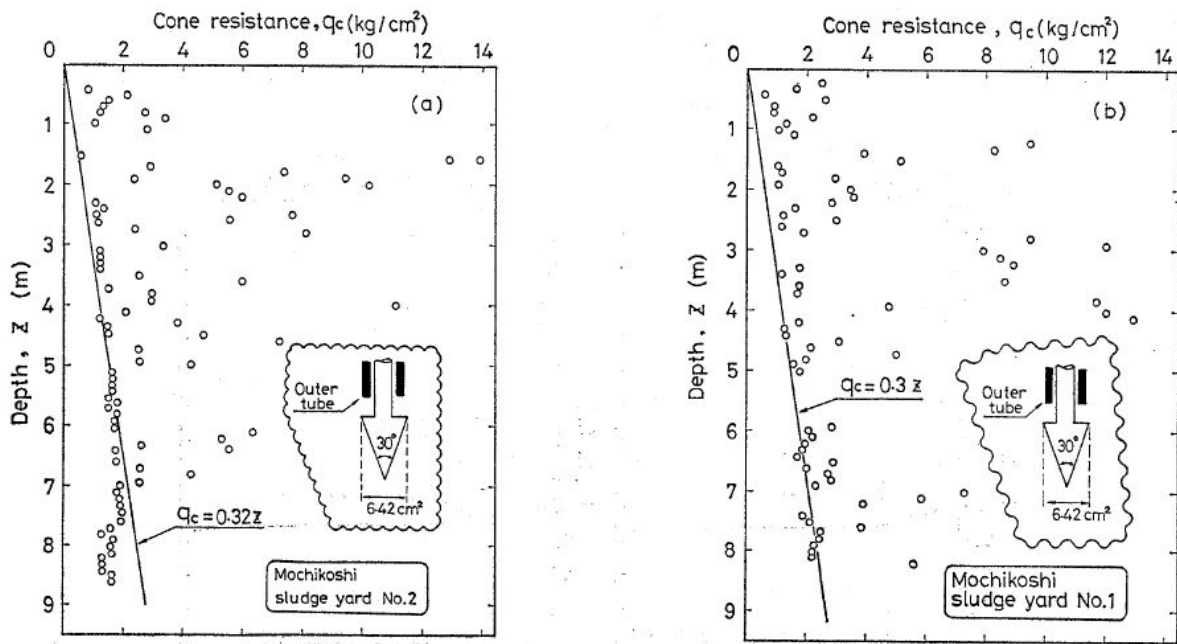 Cone resistance, qc(kg/cm²)
0 2 4 6 8 10 12 14
(a)
1
2
3
4
5
6
7
8
9
Depth, Z (m)
Outer
tube
30°
6·42 cm²
qc = 0.32z
Mochikoshi
sludge yard No.2
Cone resistance , qc(kg/cm²)
0 2 4 6 8 10 12 14
(b)
1
2
3
4
5
6
7
8
9
Depth, Z (m)
qc = 0.3 z
Outer
tube
30°
6·42 cm²
Mochikoshi
sludge yard No.1